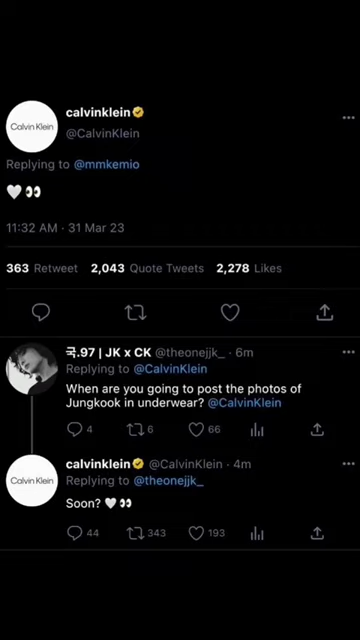 Calvin Klein
calvinklein
@CalvinKlein
Replying to @mmkemio
🤍👀
11:32 AM · 31 Mar 23
363 Retweet 2,043 Quote Tweets 2,278 Likes
국.97 | JK x CK @theonejjk_ · 6m
Replying to @CalvinKlein
When are you going to post the photos of
Jungkook in underwear? @CalvinKlein
4 6 66
Calvin Klein
calvinklein @CalvinKlein · 4m
Replying to @theonejjk_
Soon? 🤍👀
44 343 193